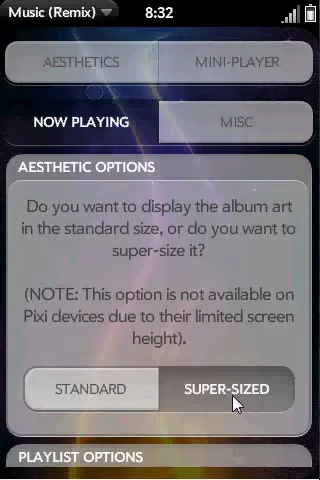 Music (Remix) 8:32
AESTHETICS MINI-PLAYER
NOW PLAYING MISC
AESTHETIC OPTIONS
Do you want to display the album art
in the standard size, or do you want to
super-size it?
(NOTE: This option is not available on
Pixi devices due to their limited screen
height).
STANDARD SUPER-SIZED
PLAYLIST OPTIONS